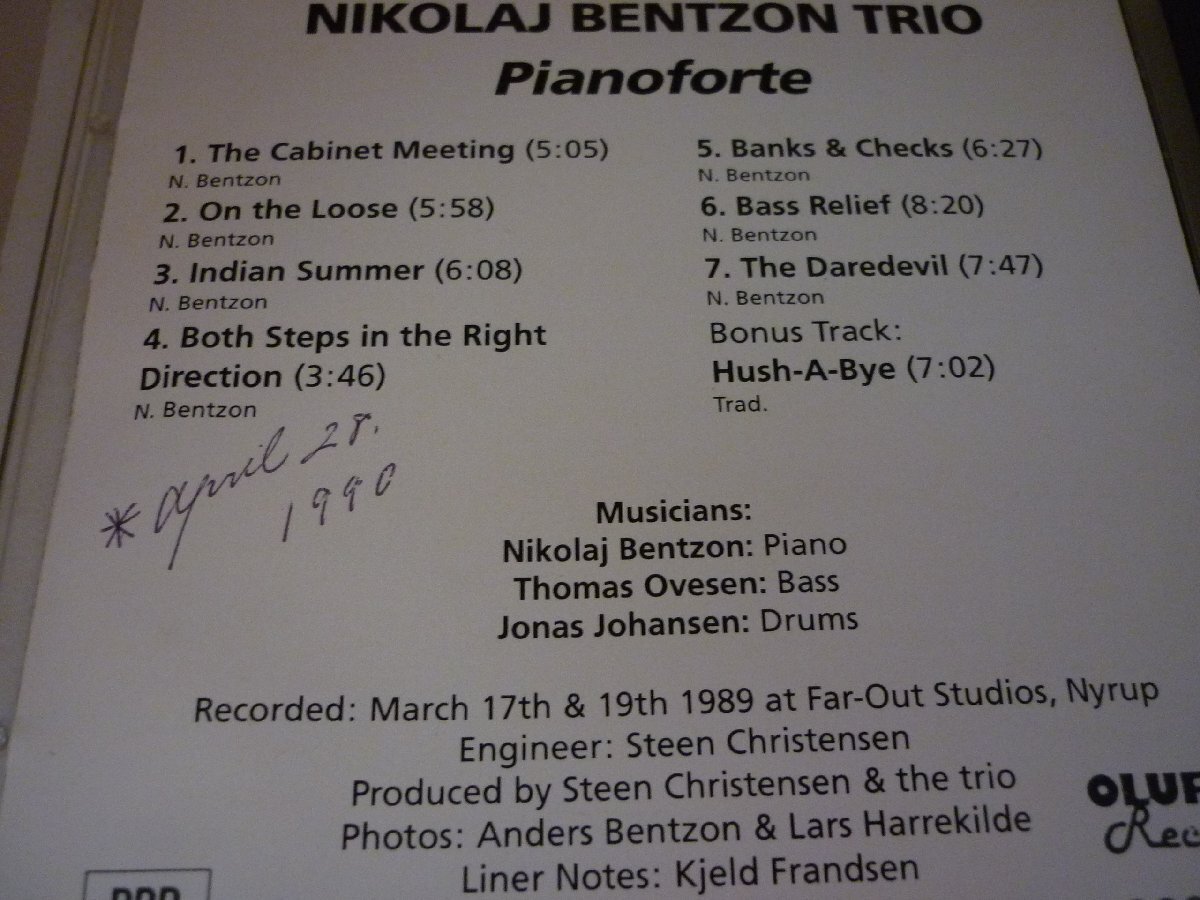 NIKOLAJ BENTZON TRIO
Pianoforte
1. The Cabinet Meeting (5:05)
N. Bentzon
2. On the Loose (5:58)
N. Bentzon
3. Indian Summer (6:08)
N. Bentzon
4. Both Steps in the Right
Direction (3:46)
N. Bentzon
5. Banks & Checks (6:27)
N. Bentzon
6. Bass Relief (8:20)
N. Bentzon
7. The Daredevil (7:47)
N. Bentzon
Bonus Track:
Hush-A-Bye (7:02)
Trad.
* april 28.
1990
Musicians:
Nikolaj Bentzon: Piano
Thomas Ovesen: Bass
Jonas Johansen: Drums
Recorded: March 17th & 19th 1989 at Far-Out Studios, Nyrup
Engineer: Steen Christensen
Produced by Steen Christensen & the trio
Photos: Anders Bentzon & Lars Harrekilde
Liner Notes: Kjeld Frandsen